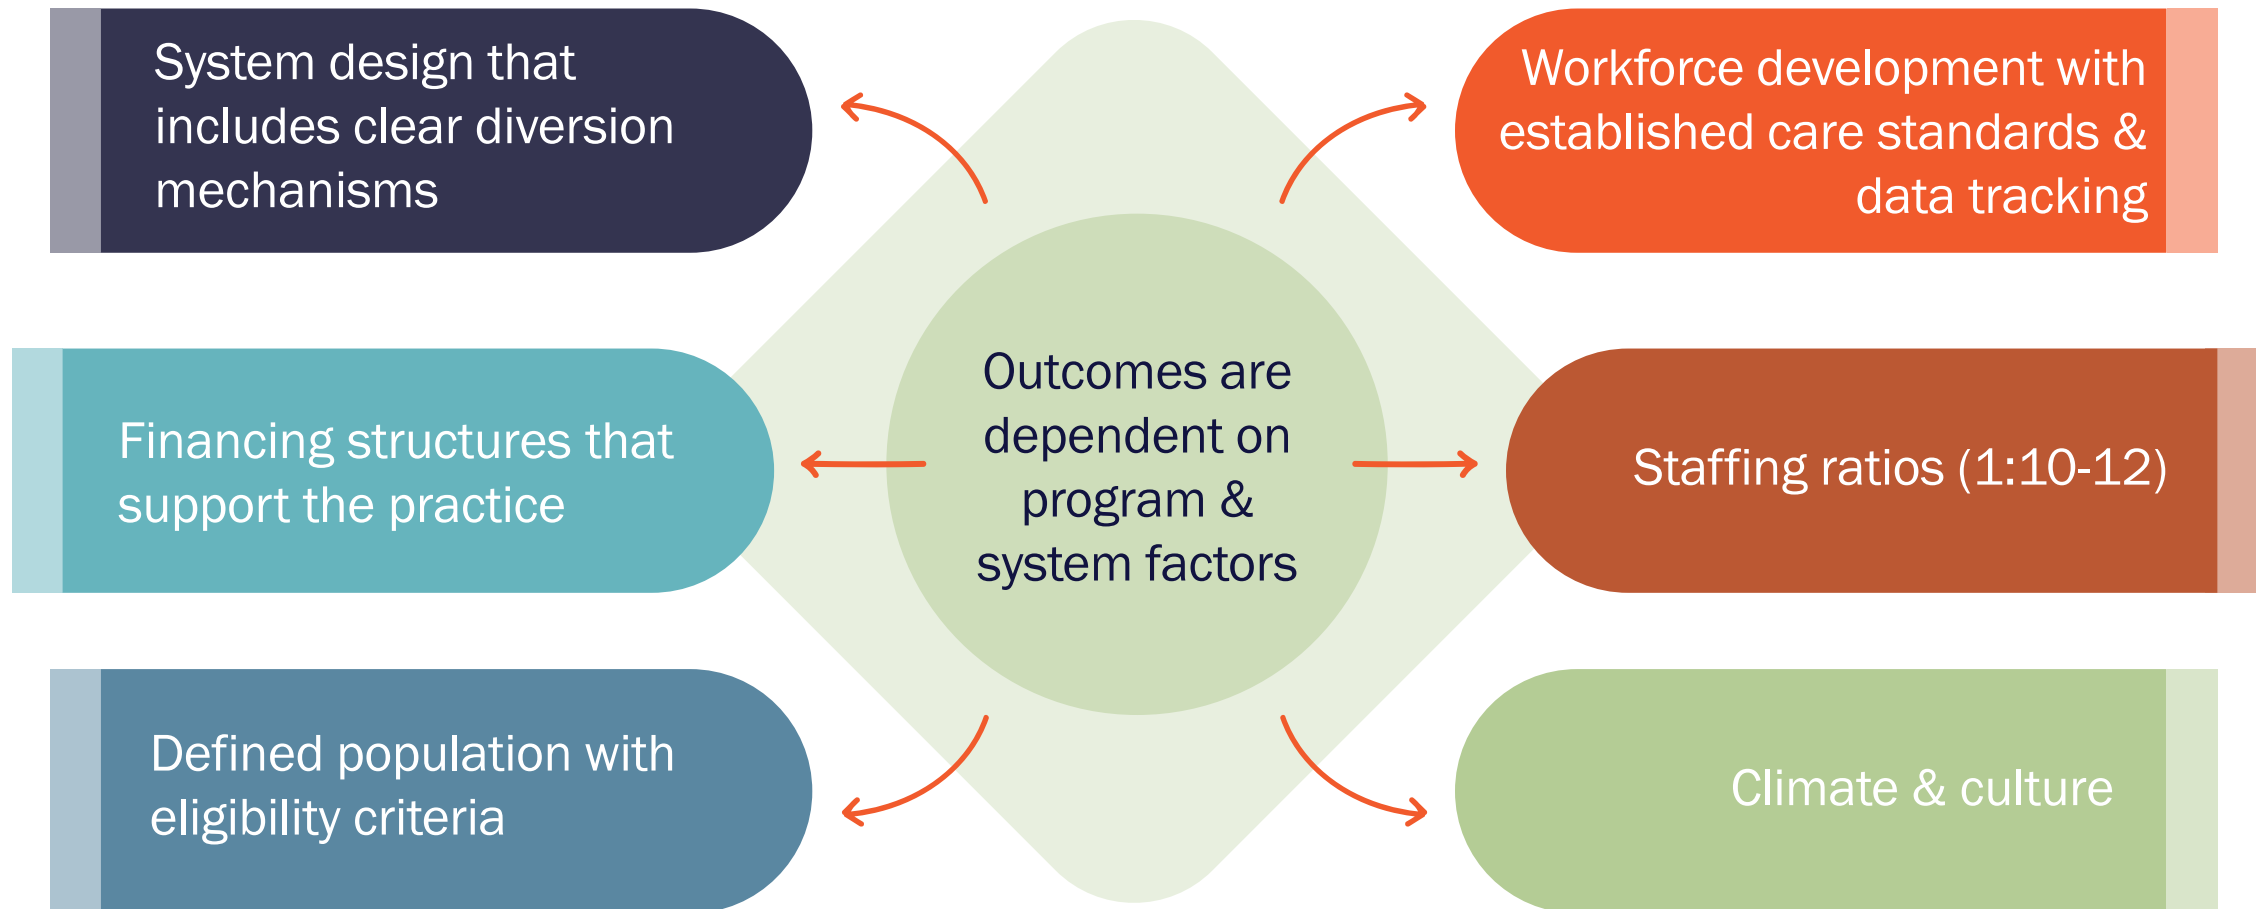 System design that
includes clear diversion
mechanisms
Workforce development with
established care standards &
data tracking
Financing structures that
support the practice
Outcomes are
dependent on
program &
system factors
Staffing ratios (1:10-12)
Defined population with
eligibility criteria
Climate & culture